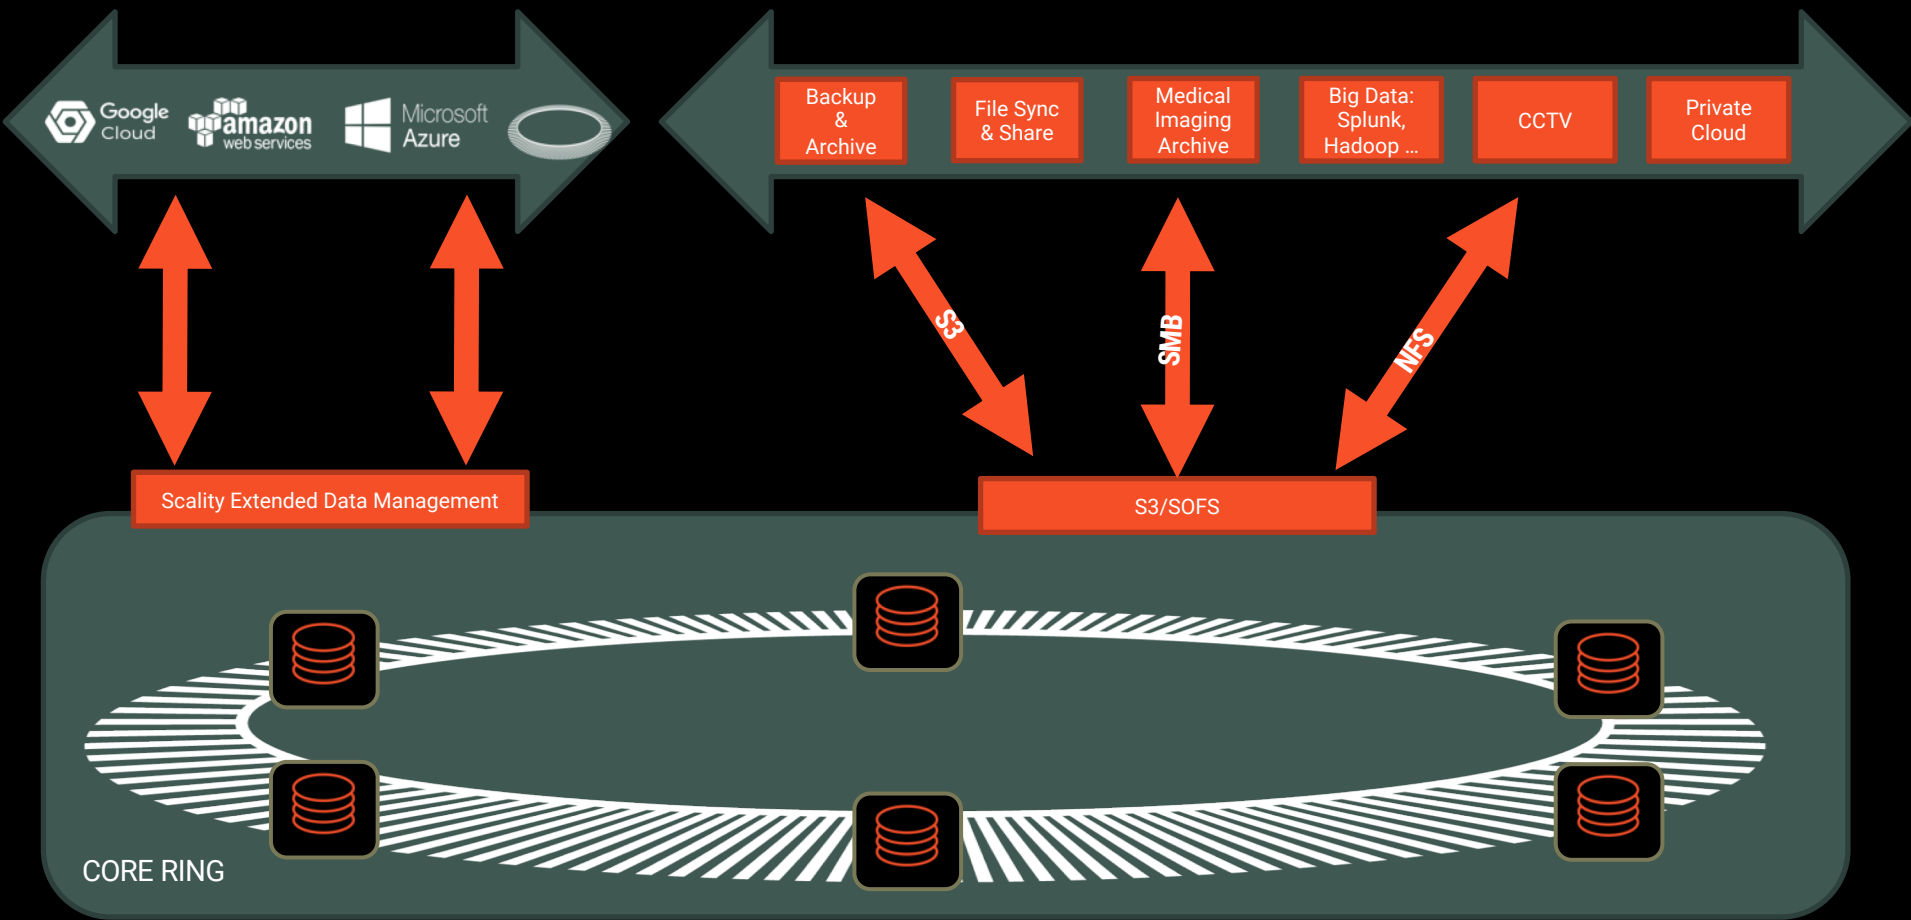 Google
Cloud
amazon
web services
Microsoft
Azure
Backup
&
Archive
File Sync
& Share
Medical
Imaging
Archive
Big Data:
Splunk,
Hadoop ...
CCTV
Private
Cloud
S3
SMB
NFS
Scality Extended Data Management
S3/SOFS
CORE RING